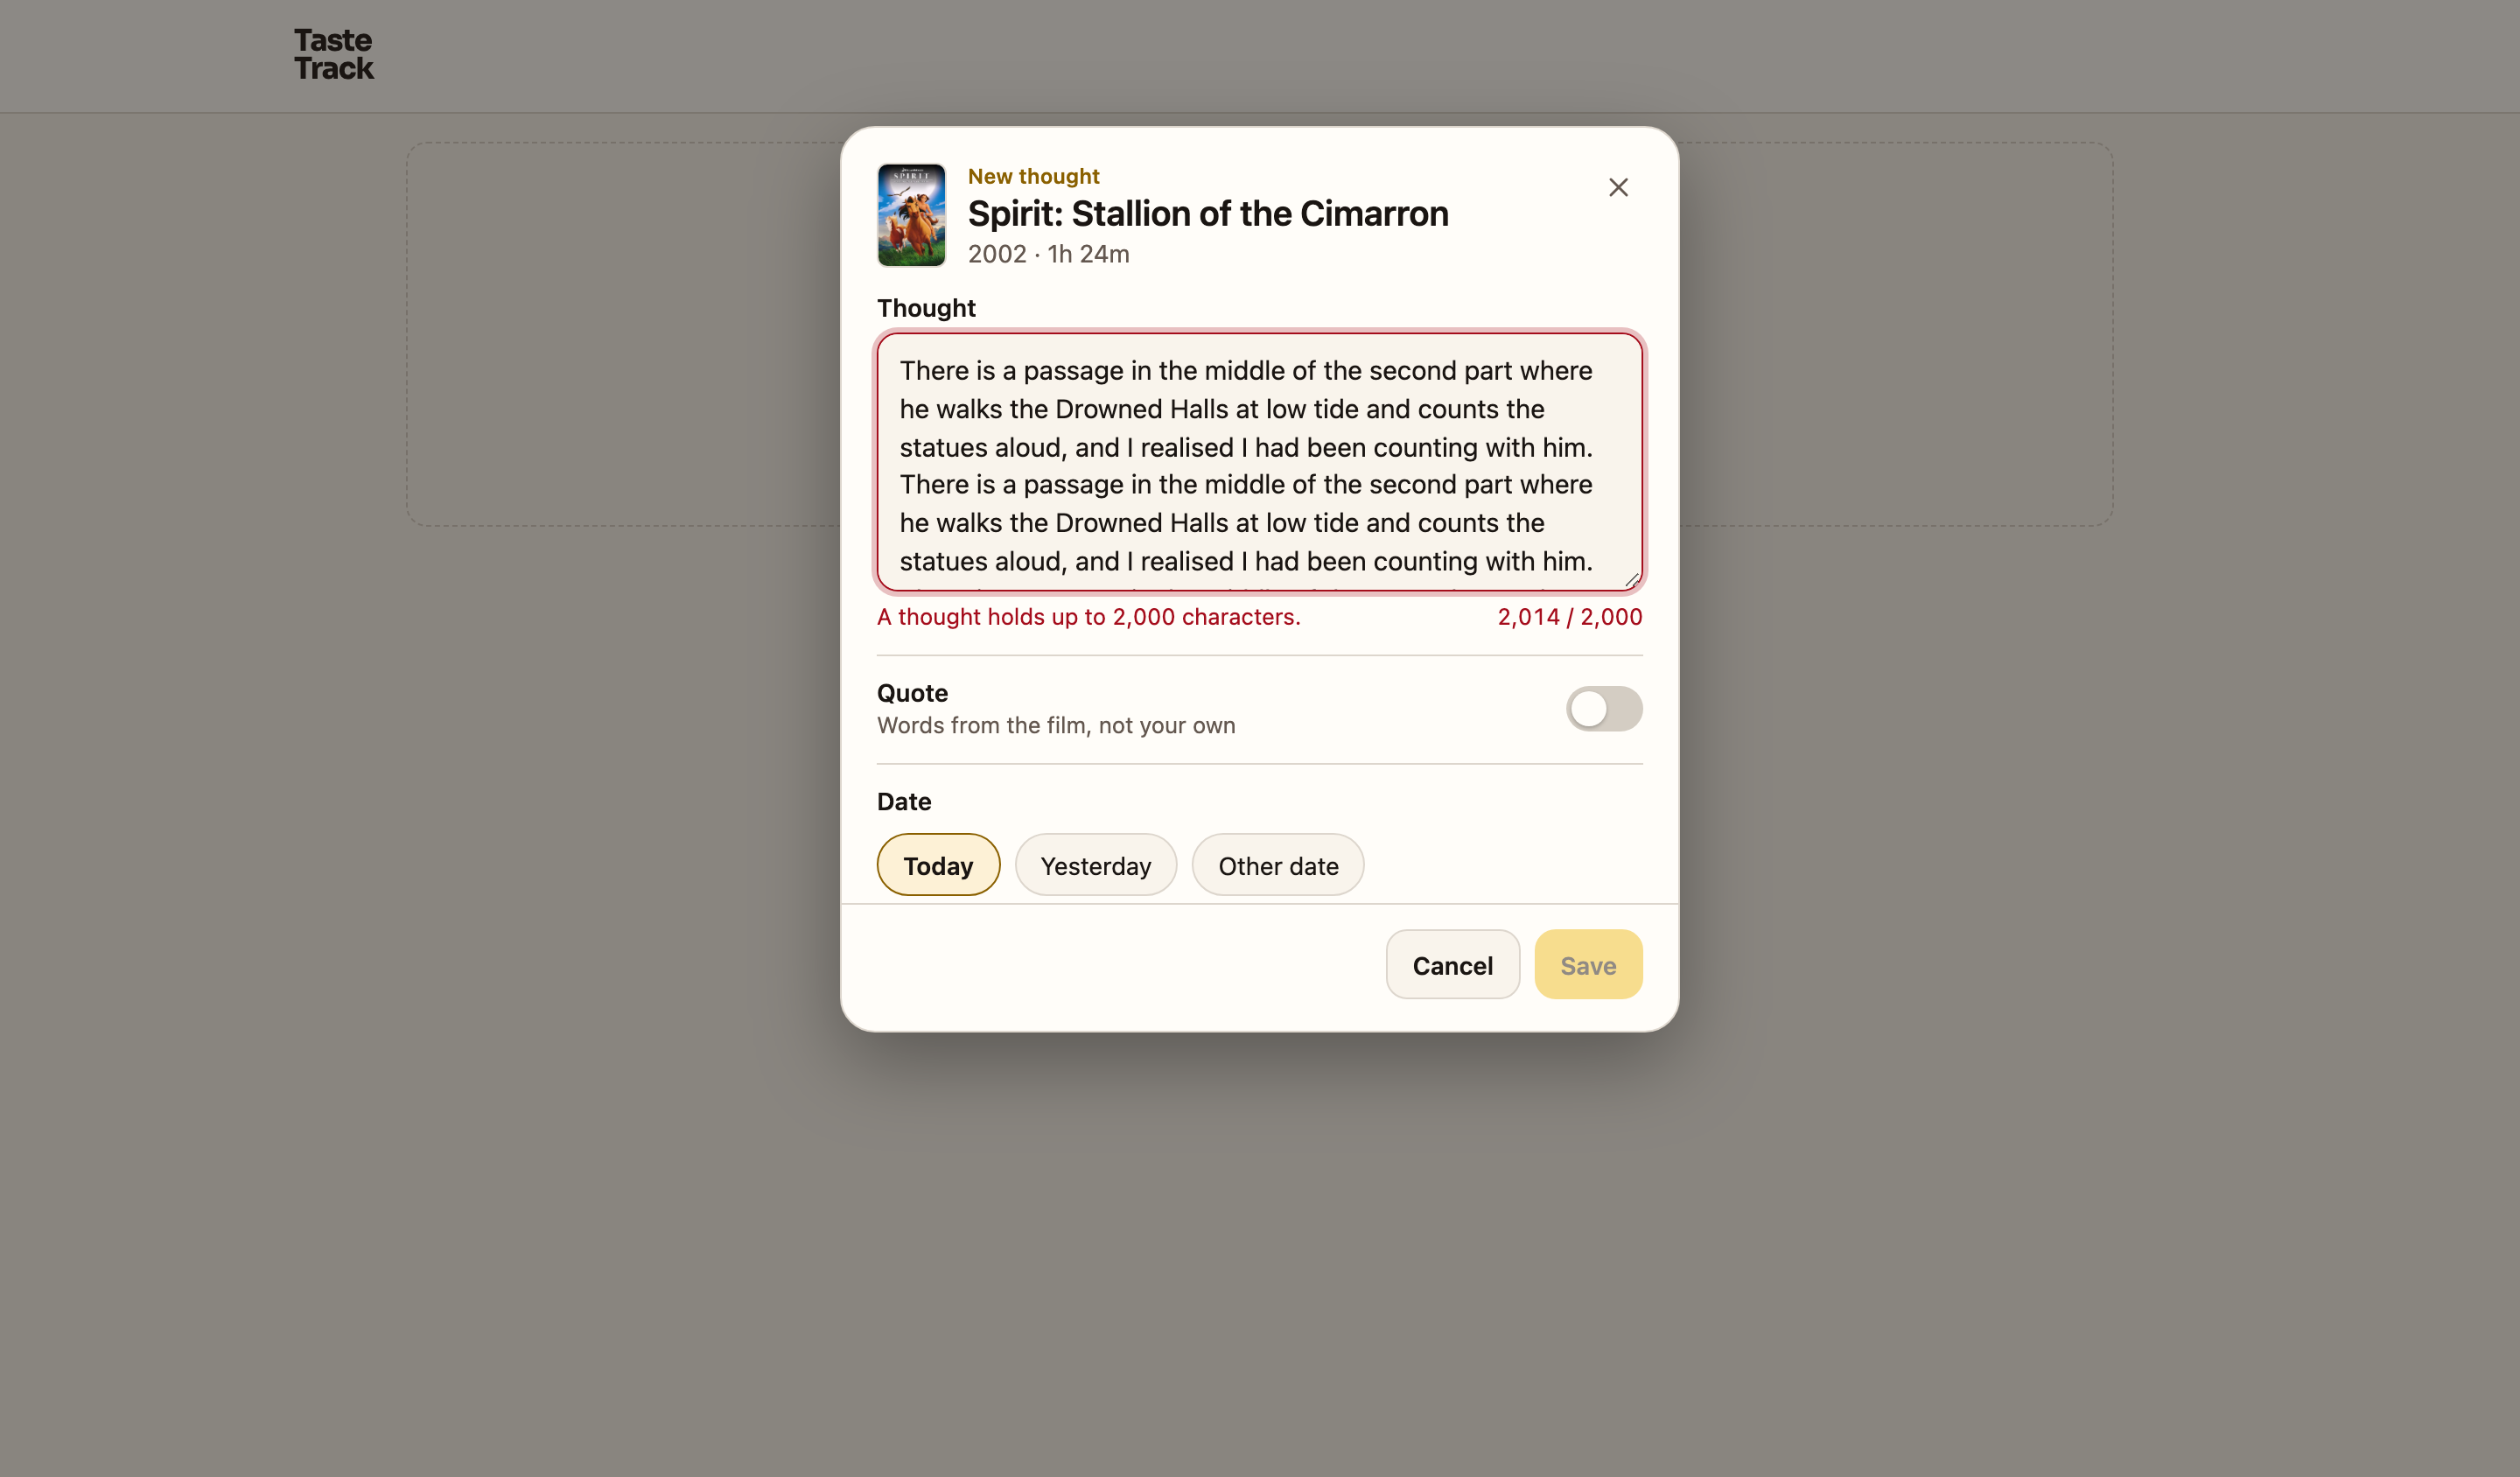 Taste
Track
SPIRIT
New thought
Spirit: Stallion of the Cimarron
2002 · 1h 24m
Thought
There is a passage in the middle of the second part where
he walks the Drowned Halls at low tide and counts the
statues aloud, and I realised I had been counting with him.
There is a passage in the middle of the second part where
he walks the Drowned Halls at low tide and counts the
statues aloud, and I realised I had been counting with him.
A thought holds up to 2,000 characters.
2,014 / 2,000
Quote
Words from the film, not your own
Date
Today
Yesterday
Other date
Cancel
Save